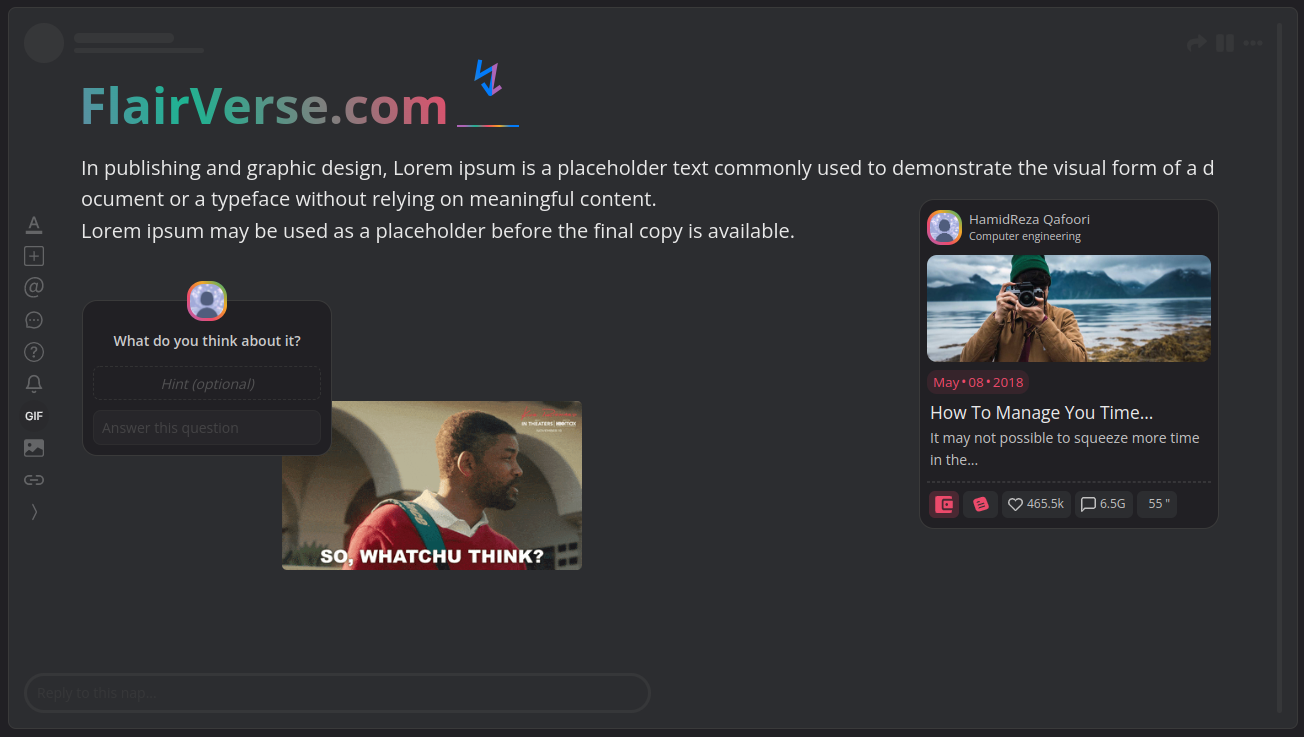 FlairVerse.com
In publishing and graphic design, Lorem ipsum is a placeholder text commonly used to demonstrate the visual form of a d
ocument or a typeface without relying on meaningful content.
Lorem ipsum may be used as a placeholder before the final copy is available.
A
@
?
GIF
What do you think about it?
Hint (optional)
Answer this question
IN THEATERS
SO, WHATCHU THINK?
HamidReza Qafoori
Computer engineering
May • 08 • 2018
How To Manage You Time...
It may not possible to squeeze more time
in the...
465.5k
6.5G
55 "
Reply to this nap...